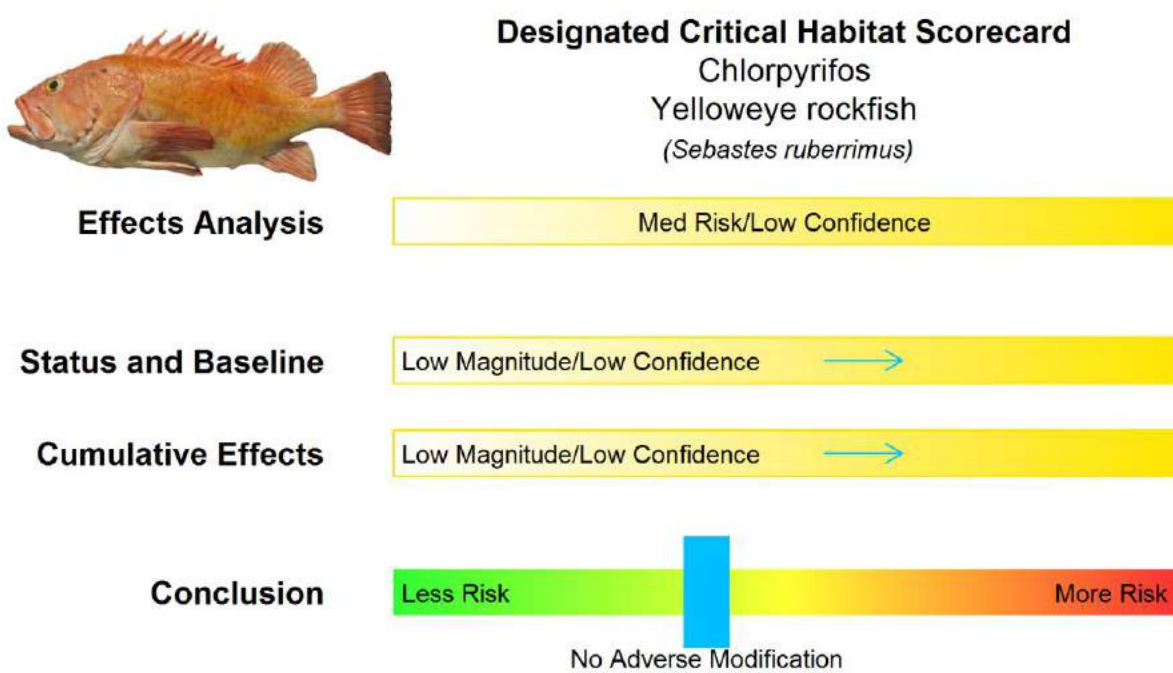 Designated Critical Habitat Scorecard
Chlorpyrifos
Yelloweye rockfish
(Sebastes ruberrimus)
Effects Analysis
Med Risk/Low Confidence
Status and Baseline
Low Magnitude/Low Confidence
Cumulative Effects
Low Magnitude/Low Confidence
Conclusion
Less Risk
More Risk
No Adverse Modification